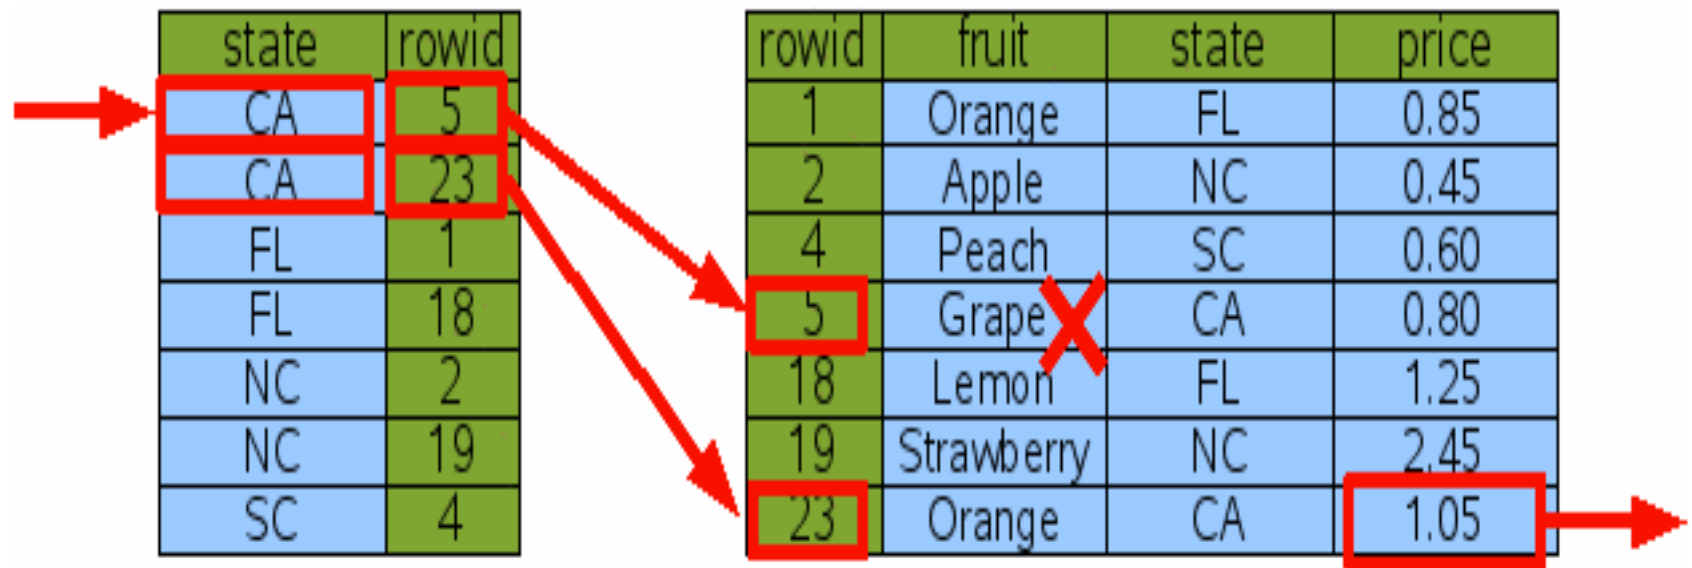 state rowid
CA 5
CA 23
FL 1
FL 18
NC 2
NC 19
SC 4
rowid fruit state price
1 Orange FL 0.85
2 Apple NC 0.45
4 Peach SC 0.60
5 Grape CA 0.80
18 Lemon FL 1.25
19 Strawberry NC 2.45
23 Orange CA 1.05